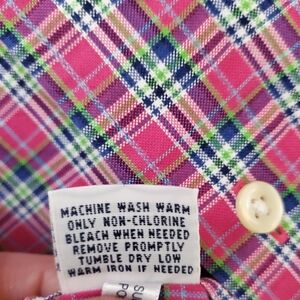 MACHINE WASH WARM
ONLY NON-CHLORINE
BLEACH WHEN NEEDED
REMOVE PROMPTLY
TUMBLE DRY LOW
WARM IRON IF NEEDED